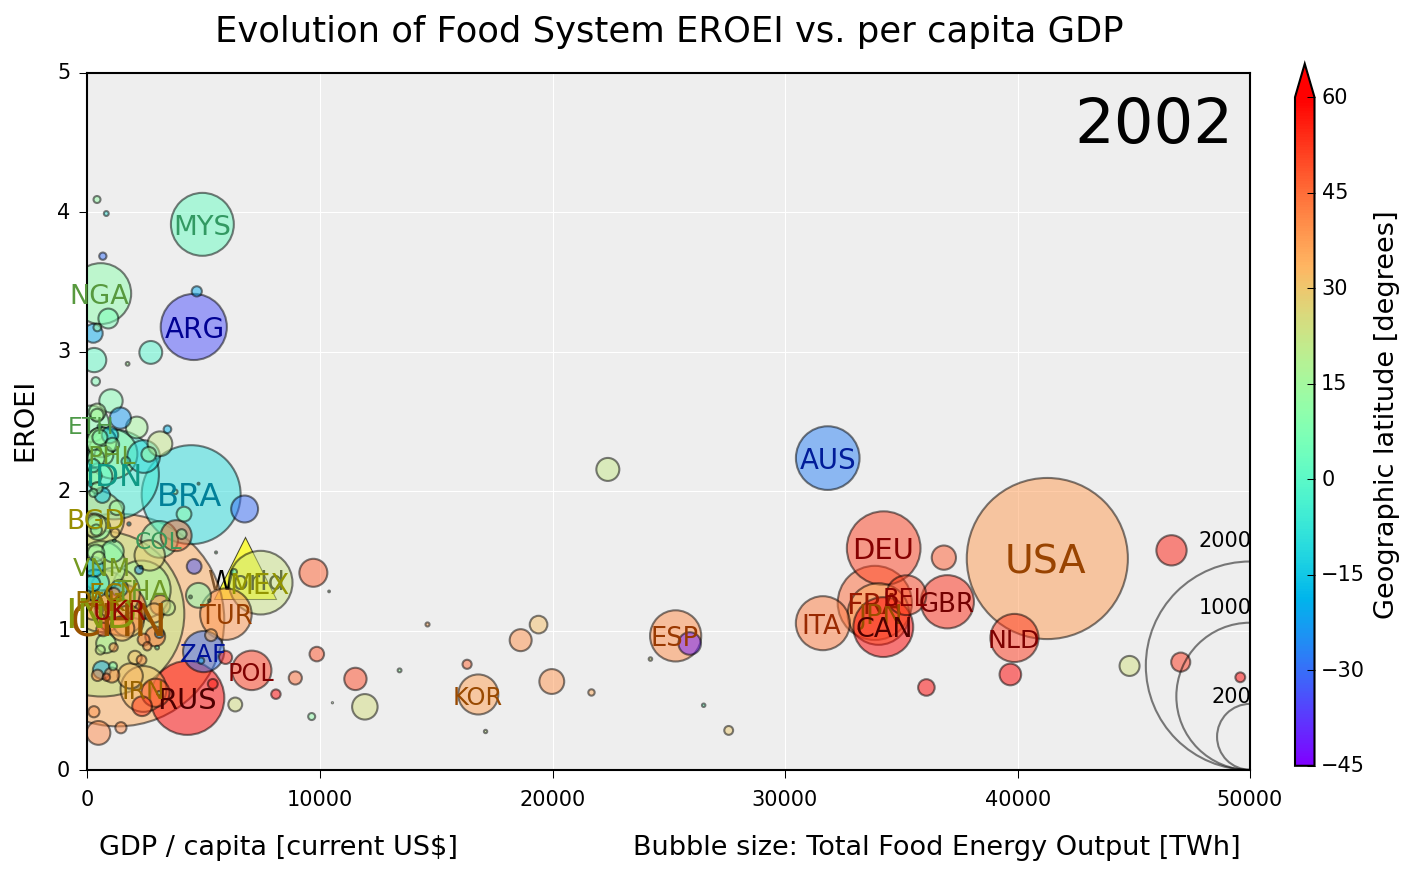 Evolution of Food System EROEI vs. per capita GDP
2002
5
4
3
2
1
0
EROEI
0
10000
20000
30000
40000
50000
GDP / capita [current US$]
Bubble size: Total Food Energy Output [TWh]
MYS
NGA
ARG
AUS
BRA
IDN
BGD
USA
DEU
VNM
THA
World
MEX
UKR
CHN
TUR
FRA
BEL
GBR
ITA
CAN
ESP
NLD
ZAF
POL
IRN
RUS
KOR
2000
1000
200
60
45
30
15
0
−15
−30
−45
Geographic latitude [degrees]